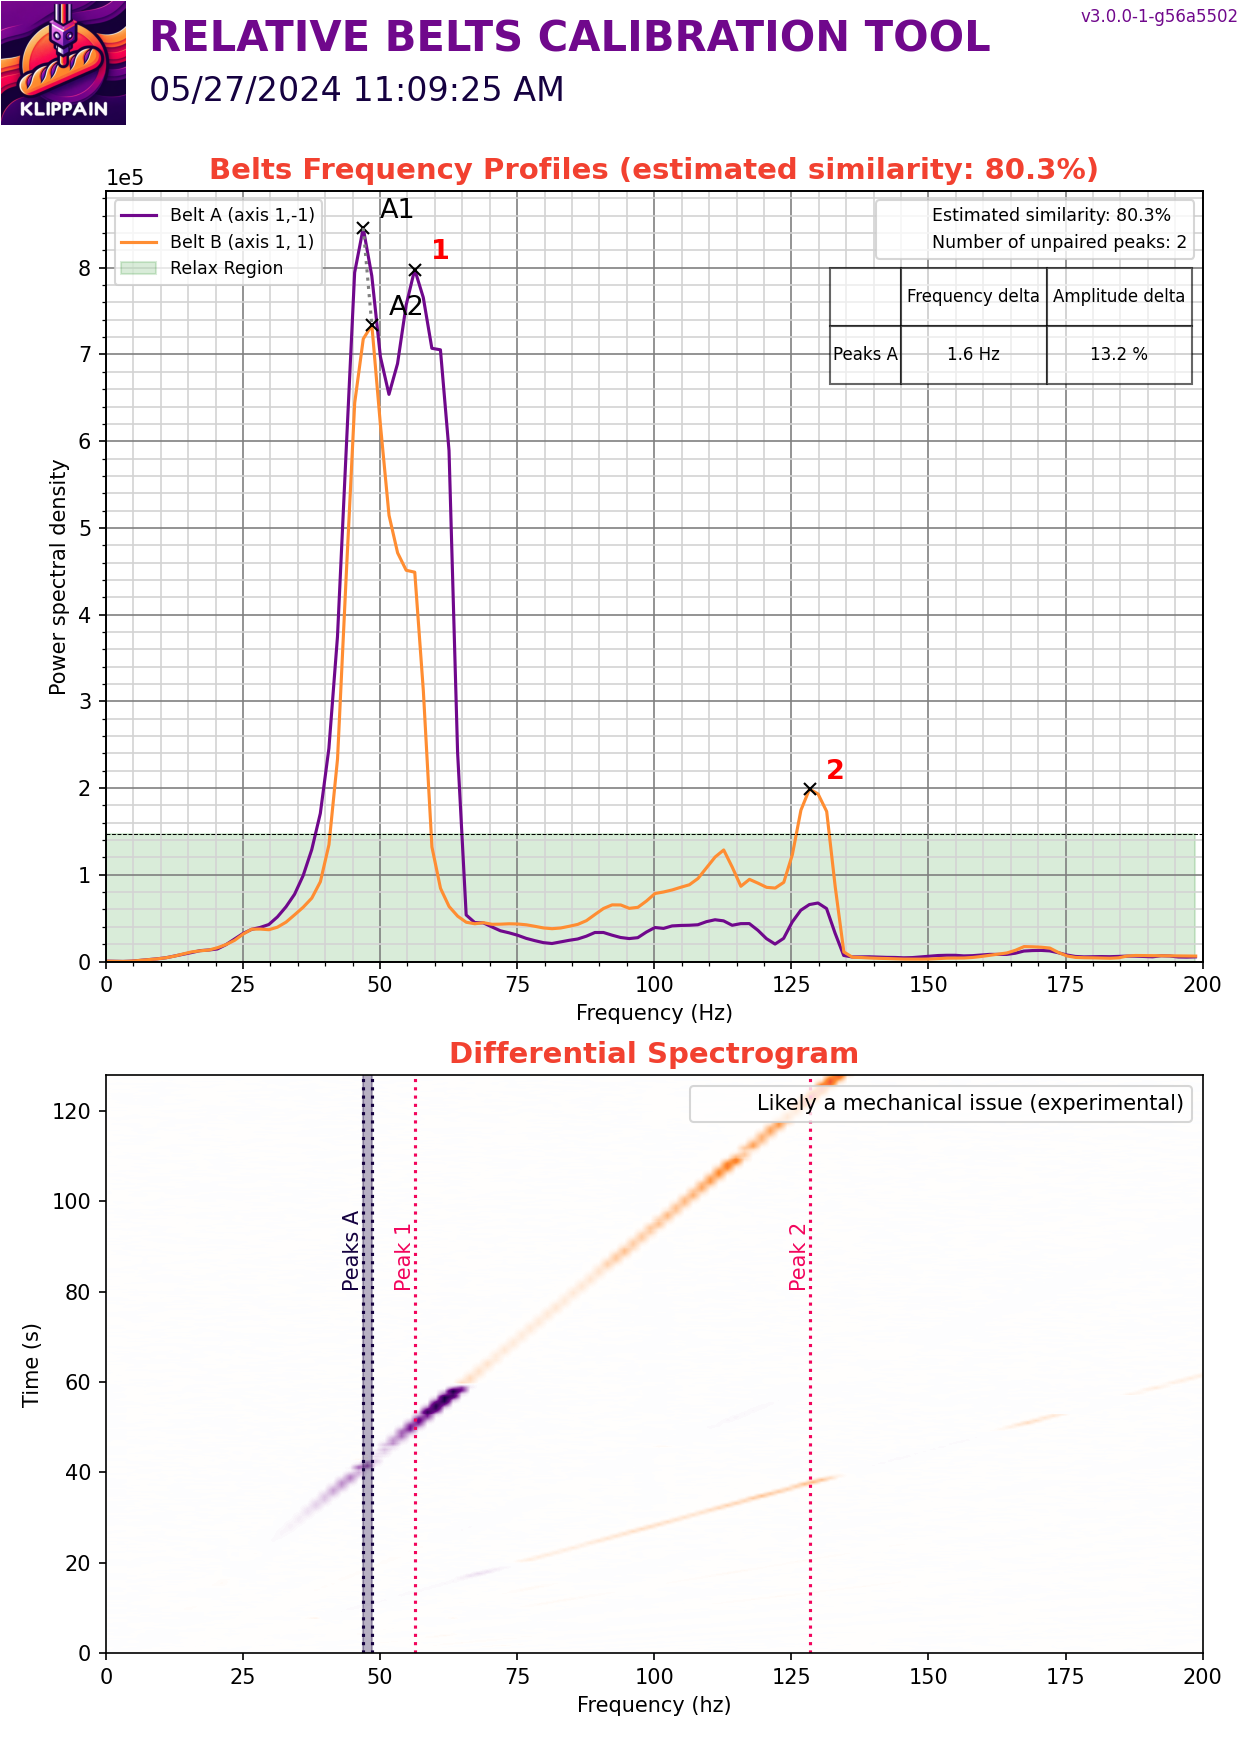 RELATIVE BELTS CALIBRATION TOOL
v3.0.0-1-g56a5502
05/27/2024 11:09:25 AM
KLIPPAIN
Belts Frequency Profiles (estimated similarity: 80.3%)
1e5
Belt A (axis 1,-1)
Belt B (axis 1, 1)
Relax Region
A1
1
A2
2
Estimated similarity: 80.3%
Number of unpaired peaks: 2
Frequency delta Amplitude delta
Peaks A 1.6 Hz 13.2 %
Power spectral density
8
7
6
5
4
3
2
1
0
0 25 50 75 100 125 150 175 200
Frequency (Hz)
Differential Spectrogram
Likely a mechanical issue (experimental)
Peaks A
Peak 1
Peak 2
Time (s)
120
100
80
60
40
20
0
0 25 50 75 100 125 150 175 200
Frequency (hz)